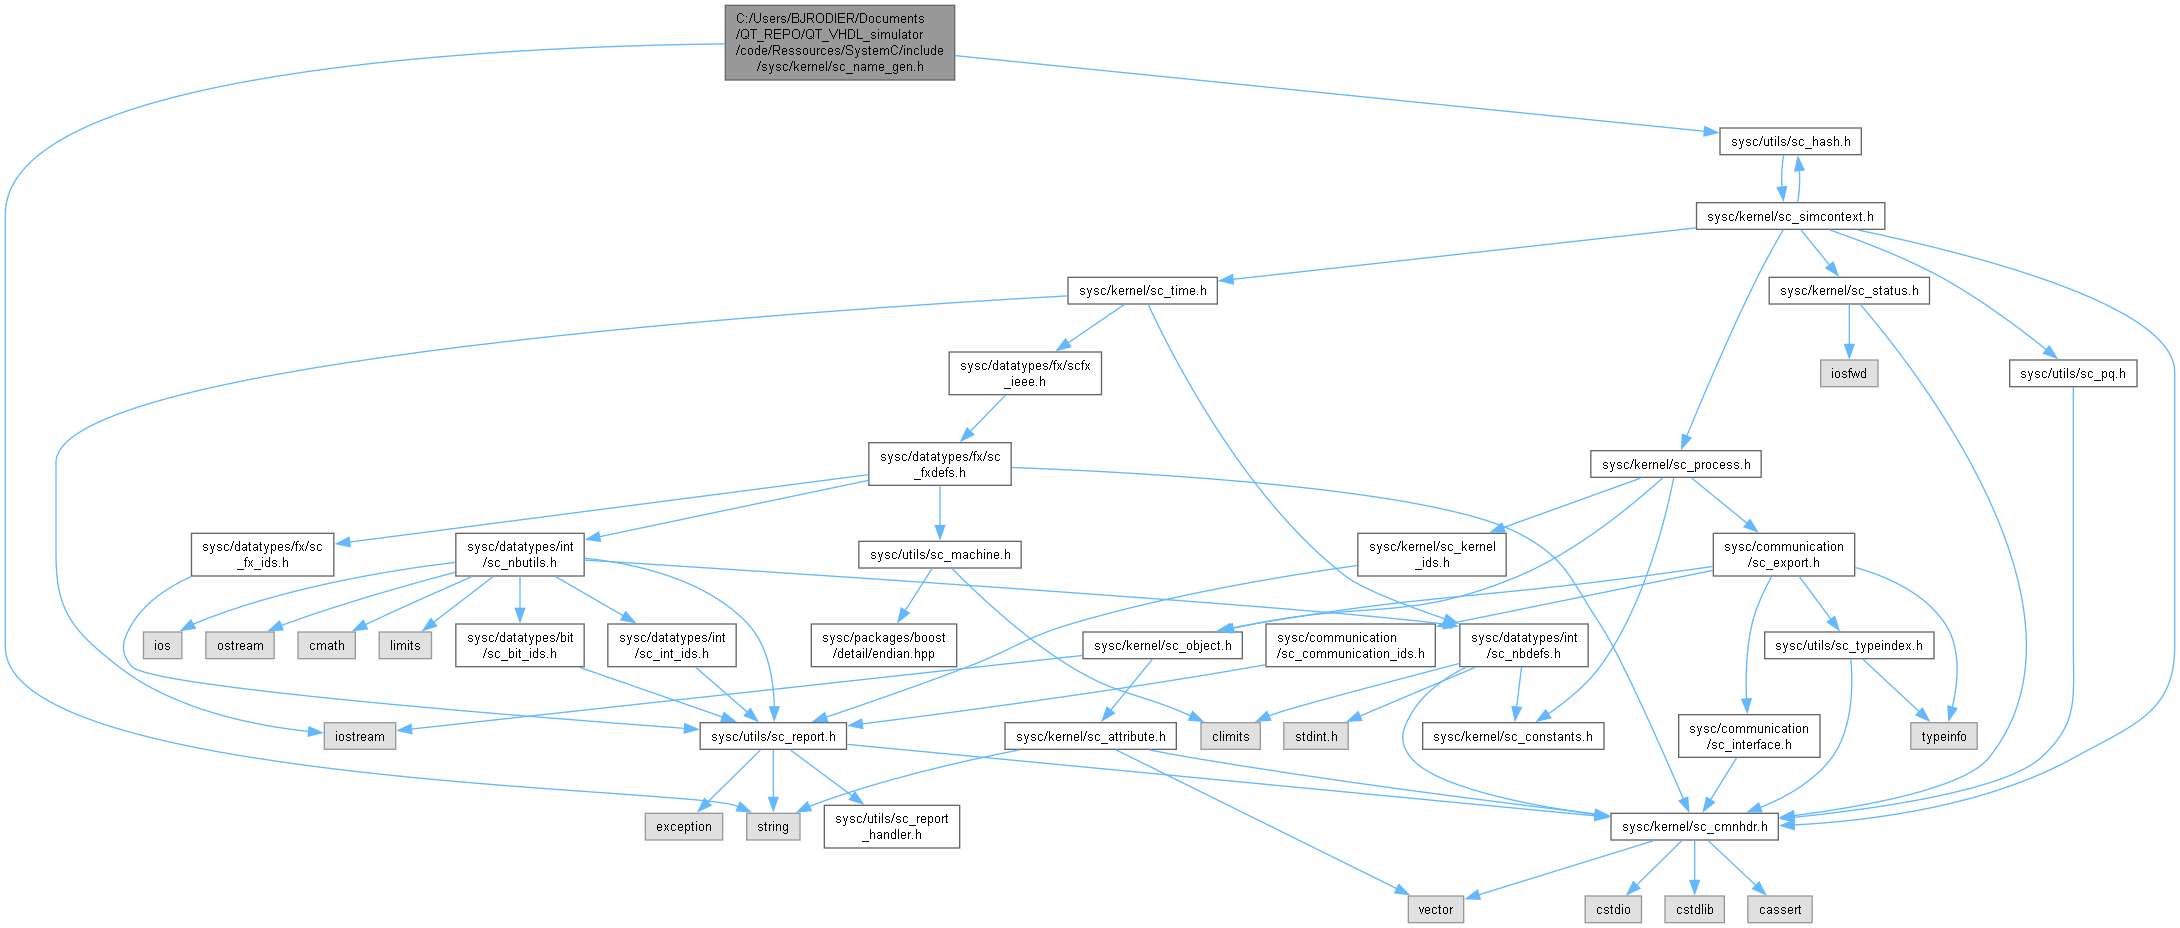 C:/Users/BJRODIER/Documents
/QT_REPO/QT_VHDL_simulator
/code/Ressources/SystemC/include
/sysc/kernel/sc_name_gen.h
sysc/utils/sc_hash.h
sysc/kernel/sc_simcontext.h
sysc/kernel/sc_time.h
sysc/kernel/sc_status.h
sysc/datatypes/fx/scfx
_ieee.h
iosfwd
sysc/utils/sc_pq.h
sysc/datatypes/fx/sc
_fxdefs.h
sysc/kernel/sc_process.h
sysc/datatypes/fx/sc
_fx_ids.h
sysc/datatypes/int
/sc_nbutils.h
sysc/utils/sc_machine.h
sysc/kernel/sc_kernel
_ids.h
sysc/communication
/sc_export.h
ios
ostream
cmath
limits
sysc/datatypes/bit
/sc_bit_ids.h
sysc/datatypes/int
/sc_int_ids.h
sysc/packages/boost
/detail/endian.hpp
sysc/kernel/sc_object.h
sysc/communication
/sc_communication_ids.h
sysc/datatypes/int
/sc_nbdefs.h
sysc/utils/sc_typeindex.h
iostream
sysc/utils/sc_report.h
sysc/kernel/sc_attribute.h
climits
stdint.h
sysc/kernel/sc_constants.h
sysc/communication
/sc_interface.h
typeinfo
exception
string
sysc/utils/sc_report
_handler.h
sysc/kernel/sc_cmnhdr.h
vector
cstdio
cstdlib
cassert